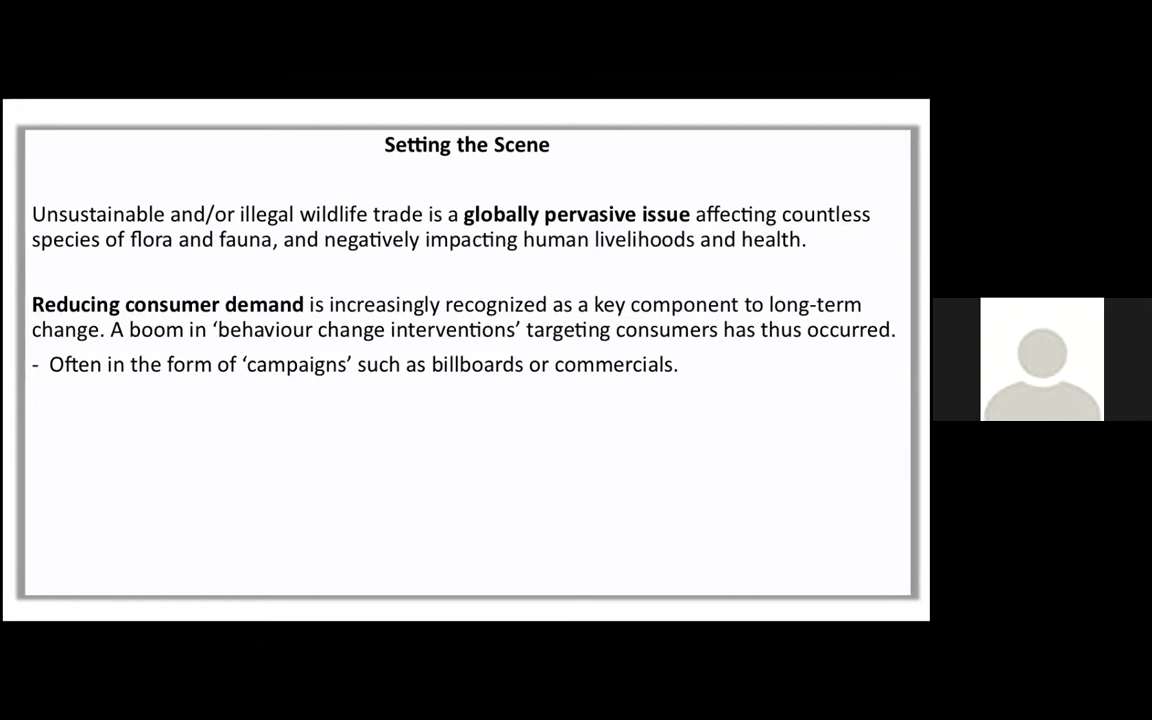 Setting the Scene
Unsustainable and/or illegal wildlife trade is a globally pervasive issue affecting countless
species of flora and fauna, and negatively impacting human livelihoods and health.
Reducing consumer demand is increasingly recognized as a key component to long-term
change. A boom in ‘behaviour change interventions’ targeting consumers has thus occurred.
- Often in the form of ‘campaigns’ such as billboards or commercials.